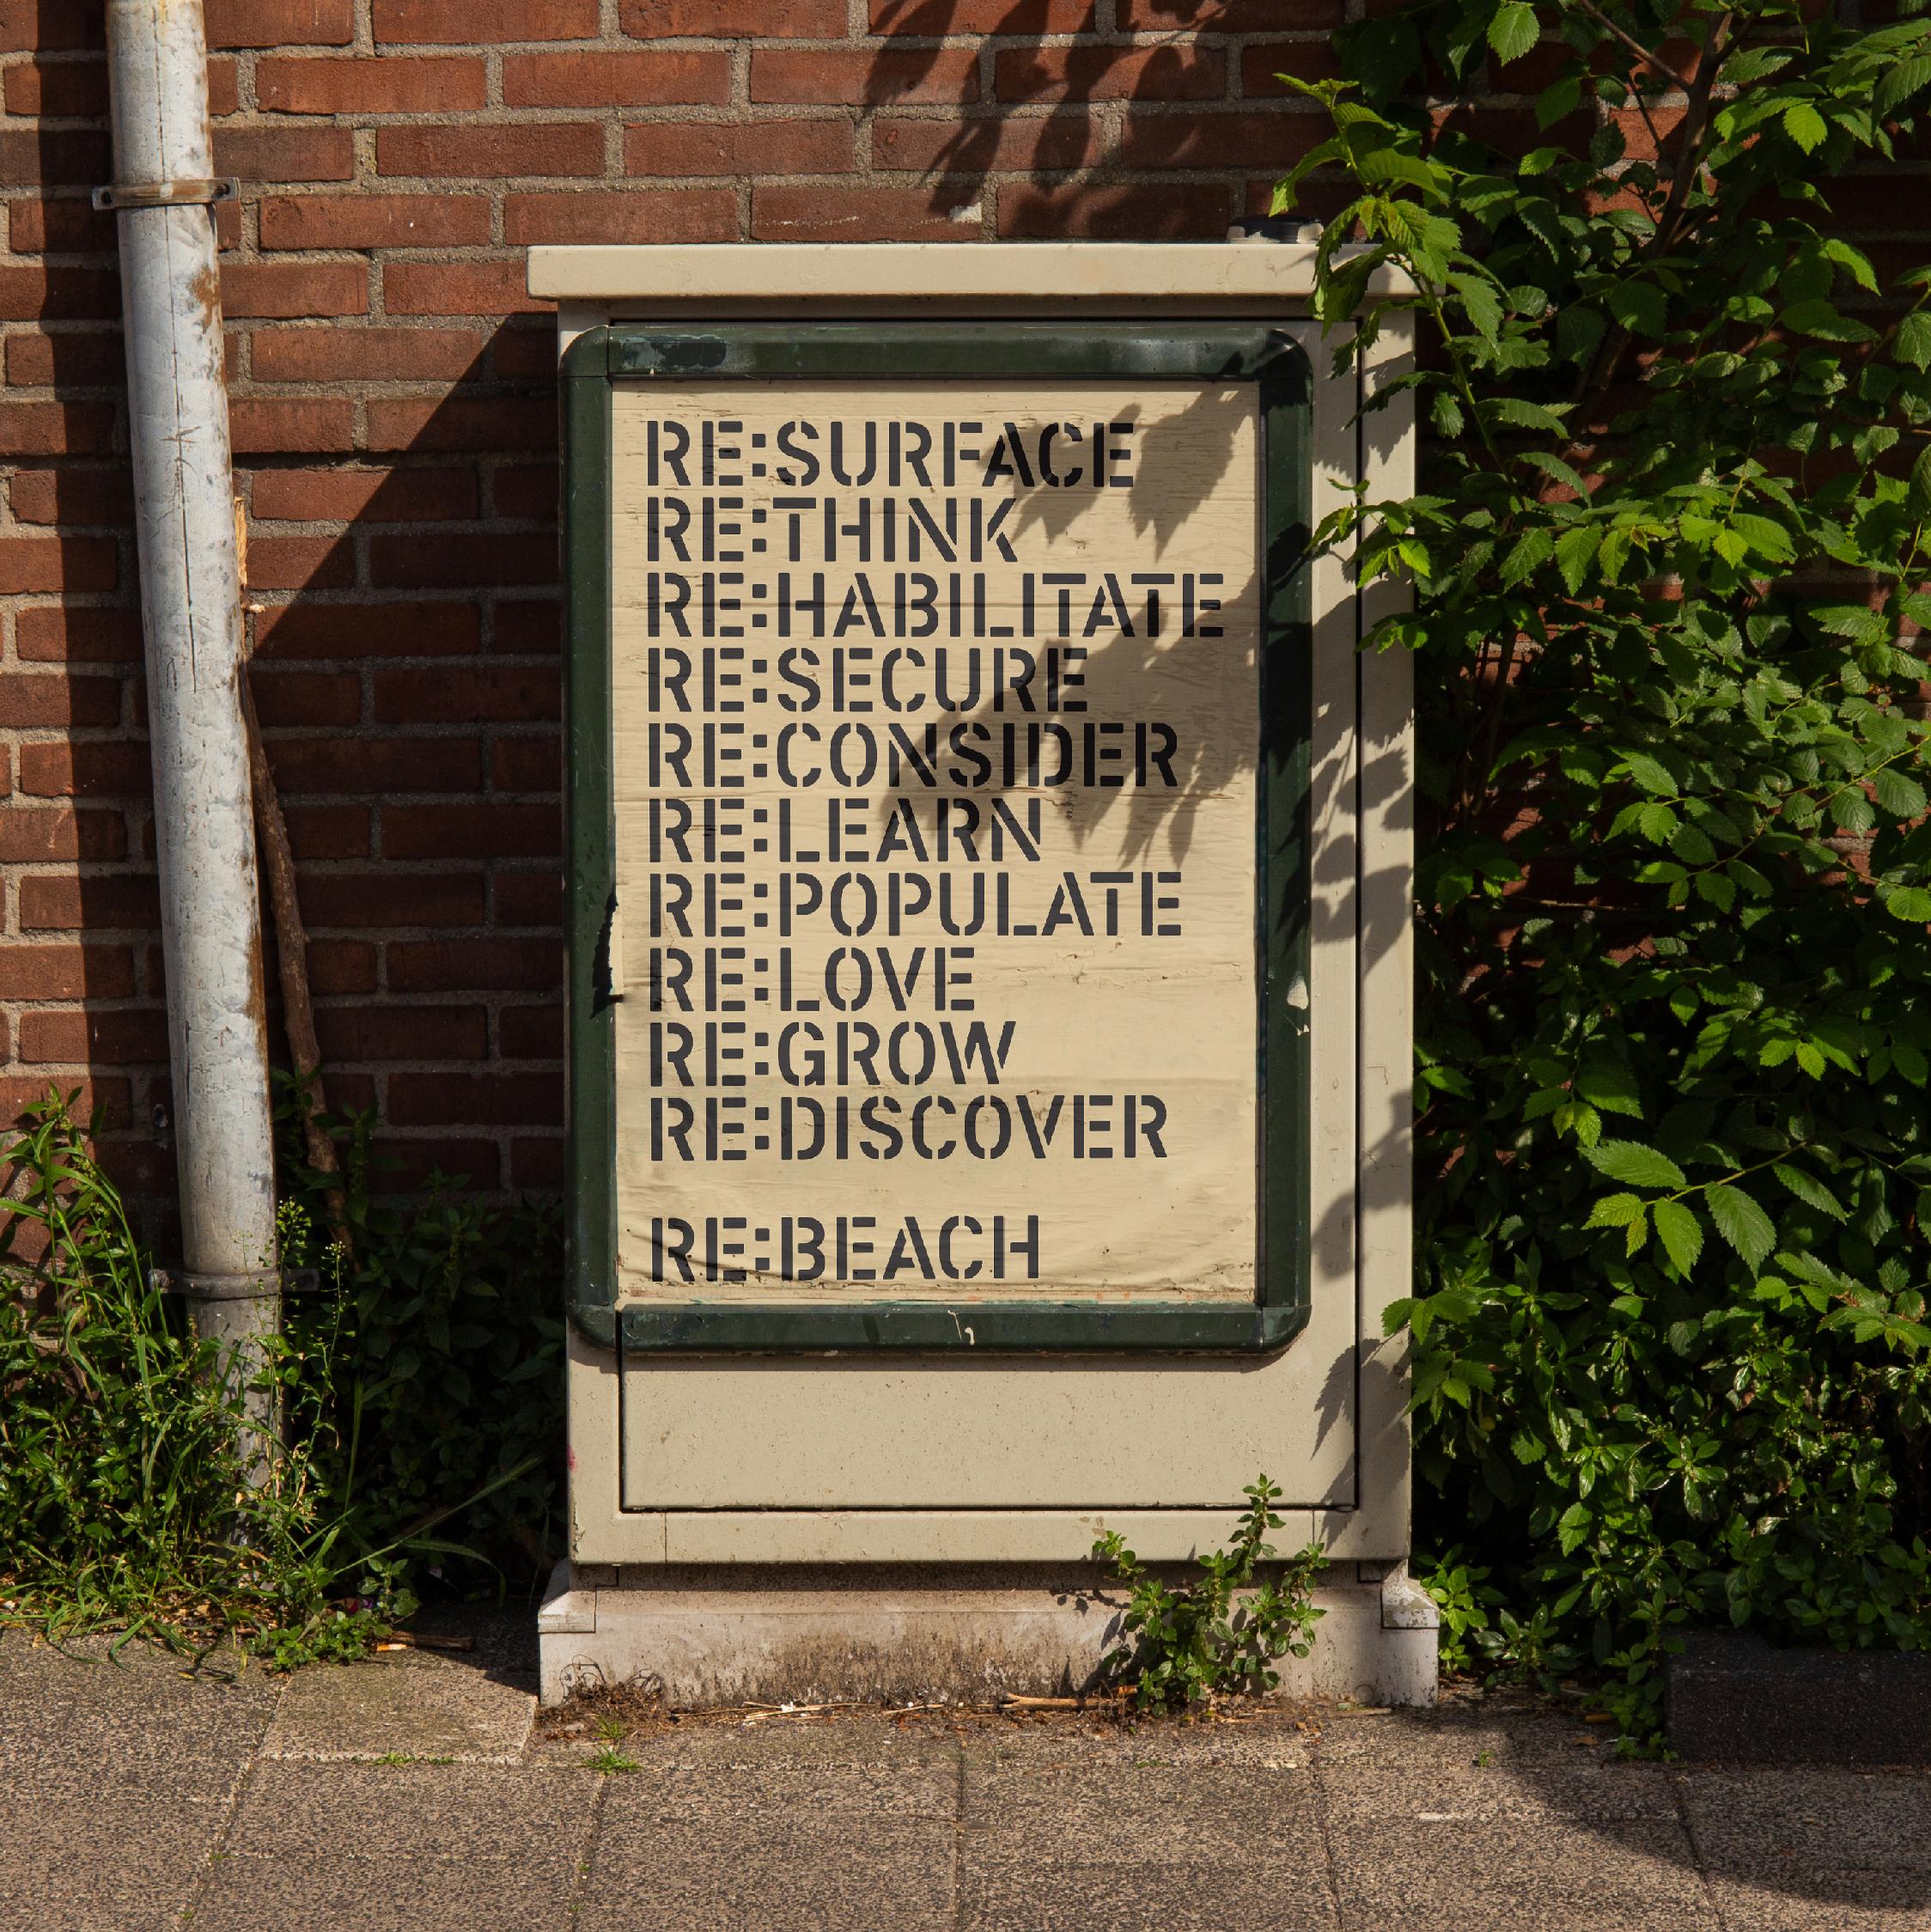 RE:SURFACE
RE:THINK
RE:HABILITATE
RE:SECURE
RE:CONSIDER
RE:LEARN
RE:POPULATE
RE:LOVE
RE:GROW
RE:DISCOVER
RE:BEACH